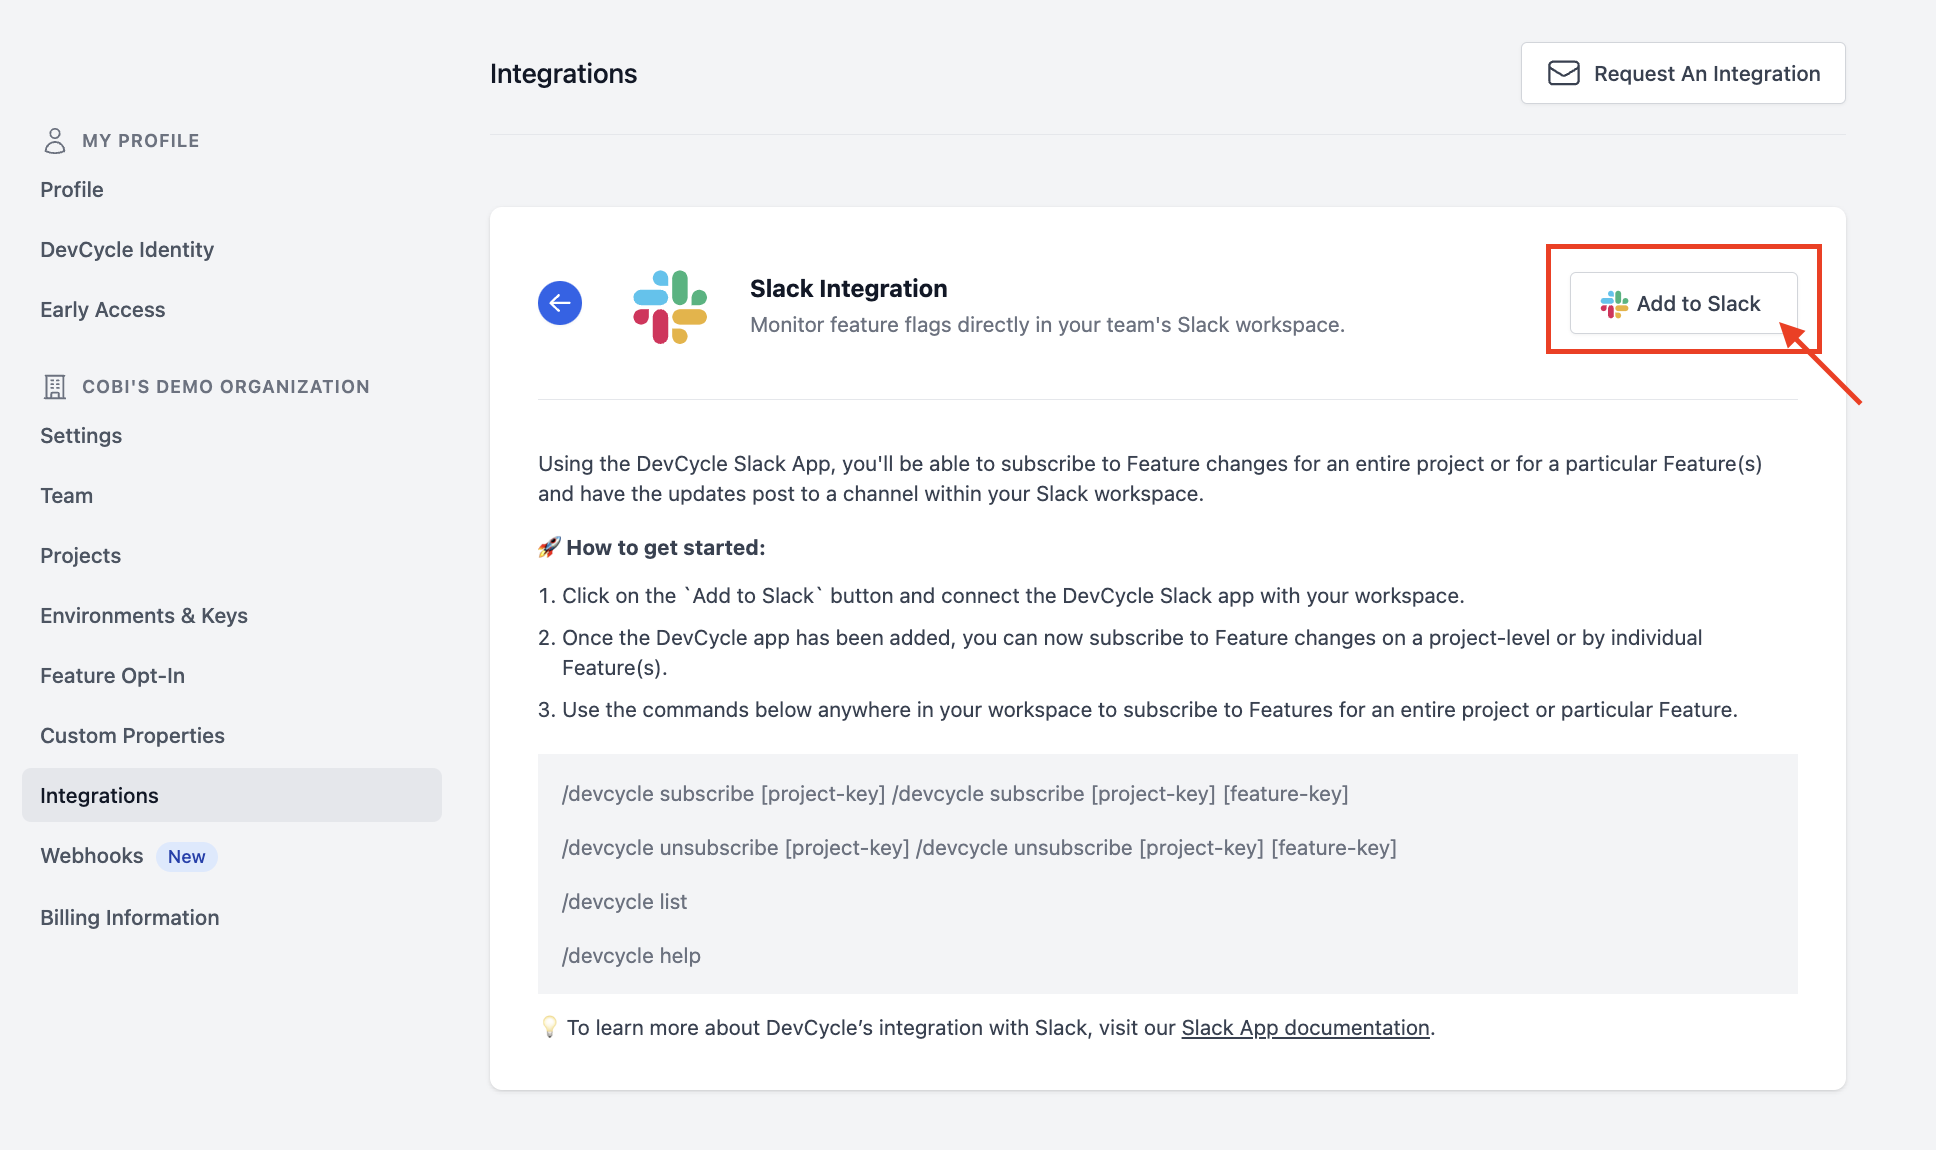 Integrations
Request An Integration
MY PROFILE
Profile
DevCycle Identity
Early Access
COBI'S DEMO ORGANIZATION
Settings
Team
Projects
Environments & Keys
Feature Opt-In
Custom Properties
Integrations
Webhooks New
Billing Information
Slack Integration
Monitor feature flags directly in your team's Slack workspace.
Add to Slack
Using the DevCycle Slack App, you'll be able to subscribe to Feature changes for an entire project or for a particular Feature(s)
and have the updates post to a channel within your Slack workspace.
🚀 How to get started:
1. Click on the `Add to Slack` button and connect the DevCycle Slack app with your workspace.
2. Once the DevCycle app has been added, you can now subscribe to Feature changes on a project-level or by individual
Feature(s).
3. Use the commands below anywhere in your workspace to subscribe to Features for an entire project or particular Feature.
/devcycle subscribe [project-key] /devcycle subscribe [project-key] [feature-key]
/devcycle unsubscribe [project-key] /devcycle unsubscribe [project-key] [feature-key]
/devcycle list
/devcycle help
💡 To learn more about DevCycle’s integration with Slack, visit our Slack App documentation.